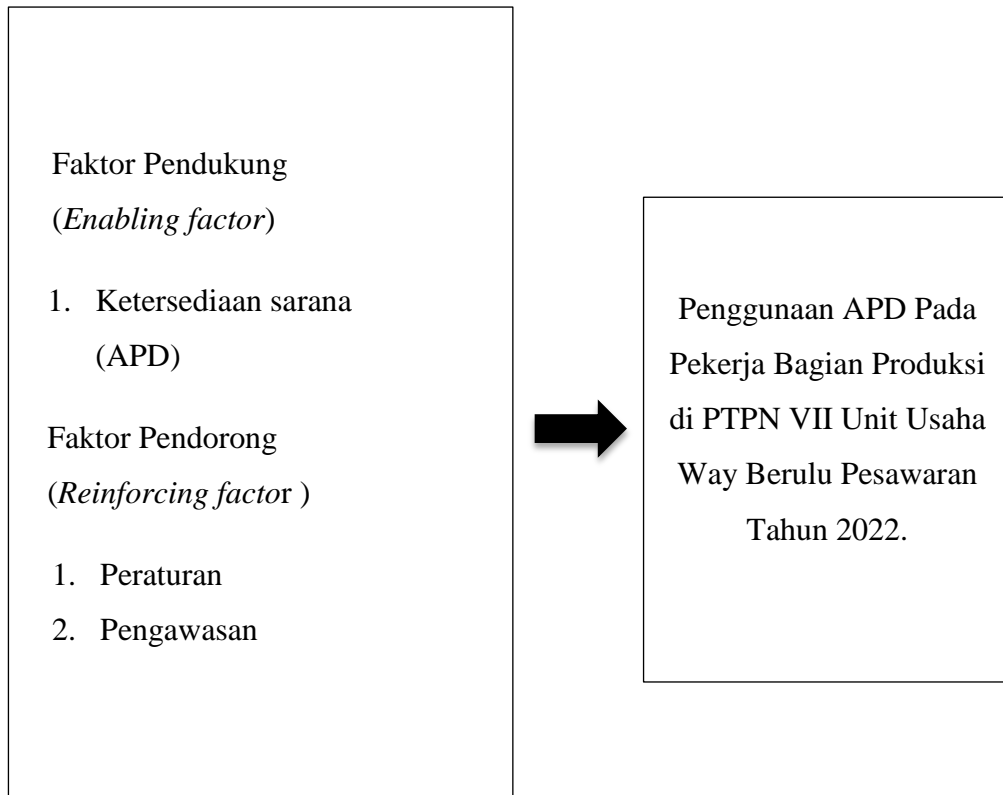 Faktor Pendukung
(Enabling factor)
1. Ketersediaan sarana
(APD)
Faktor Pendorong
(Reinforcing factor )
1. Peraturan
2. Pengawasan
Penggunaan APD Pada
Pekerja Bagian Produksi
di PTPN VII Unit Usaha
Way Berulu Pesawaran
Tahun 2022.